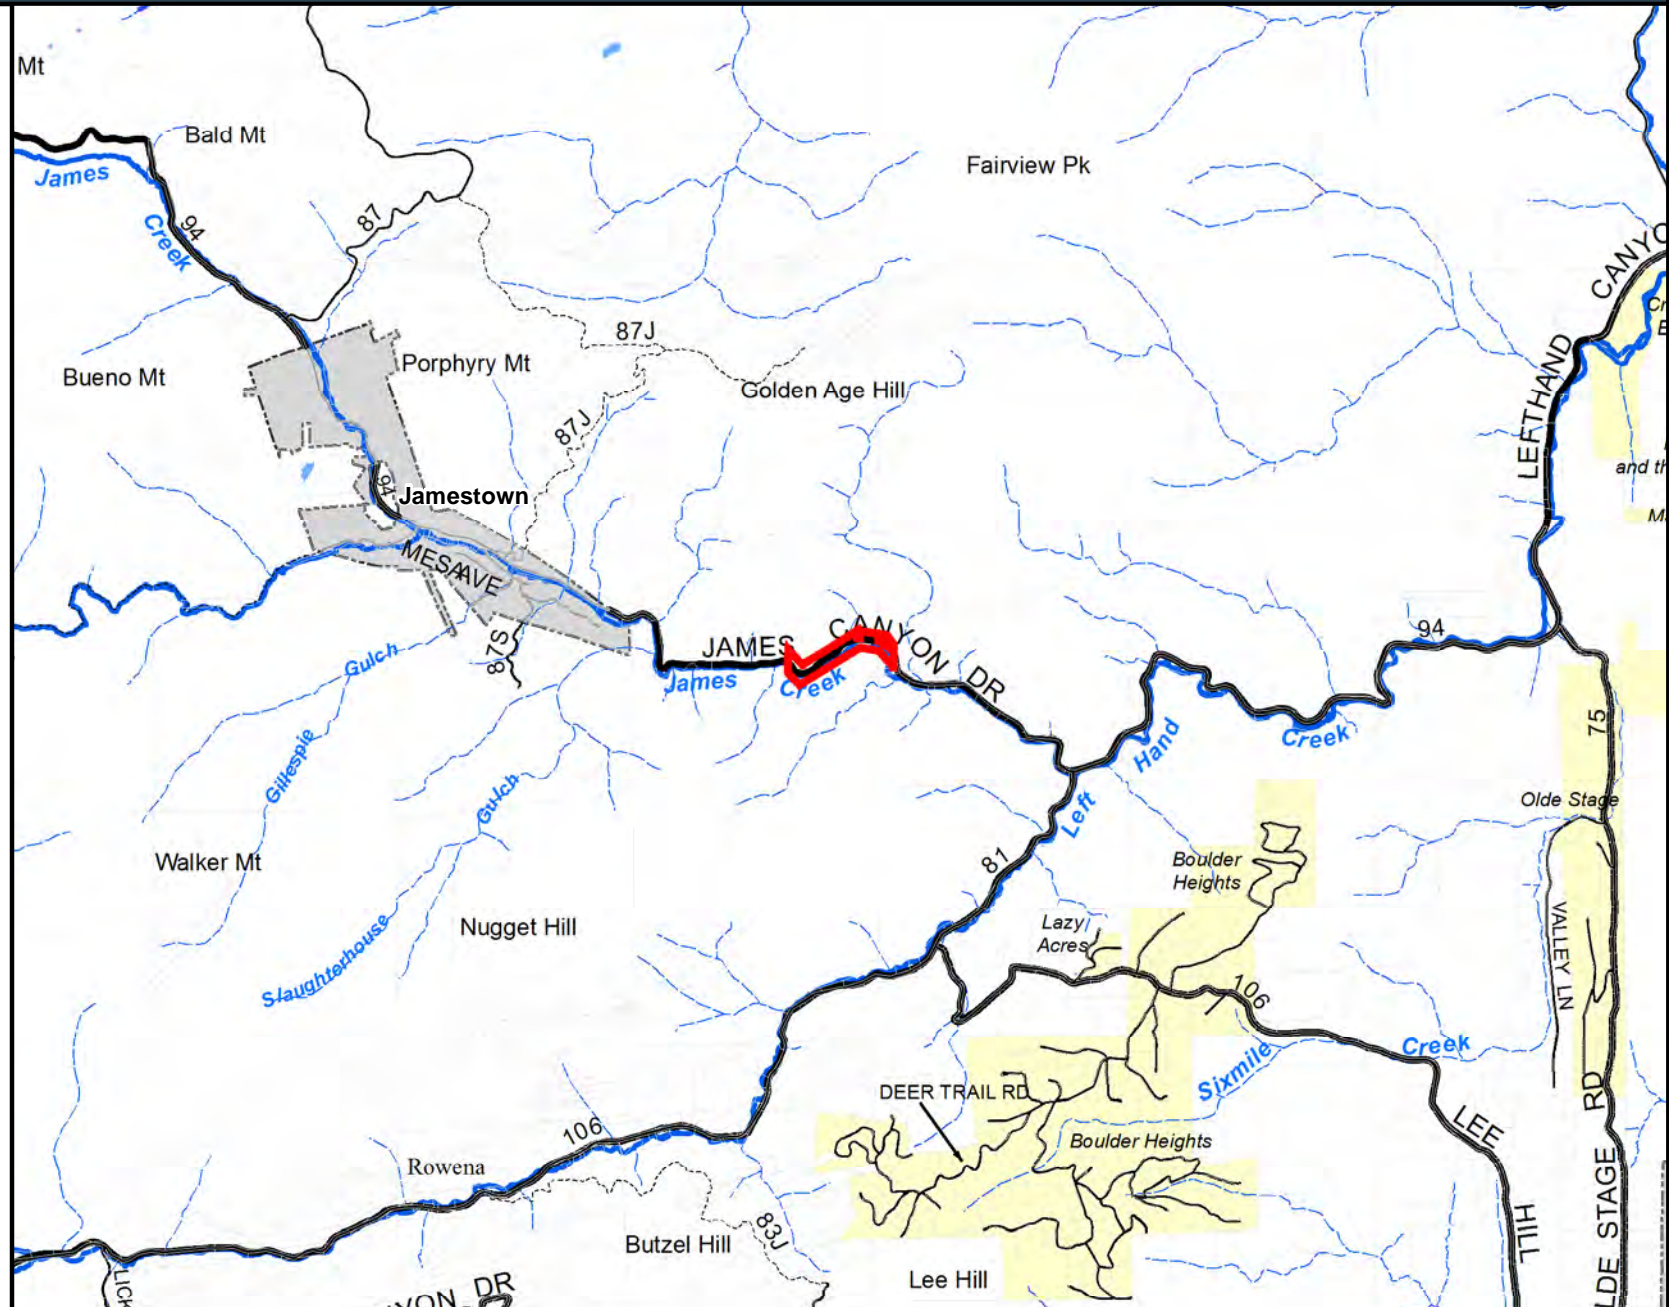 Mt
Bald Mt
Fairview Pk
James
Creek
94
87
CANYO
LEFTHAND
87J
Porphyry Mt
Bueno Mt
Golden Age Hill
87J
94
Jamestown
and th
MESA AVE
JAMES CANYON DR
94
87S
Gulch
James Creek
Gillespie
Left Hand Creek
75
Gulch
Olde Stage
Walker Mt
81
Boulder
Heights
Lazy
Acres
VALLEY LN
Nugget Hill
Slaughterhouse
106
Sixmile Creek
DEER TRAIL RD
LEE HILL
106
Boulder Heights
Rowena
83J
Butzel Hill
Lee Hill
LDE STAGE RD
LICK
YON DR